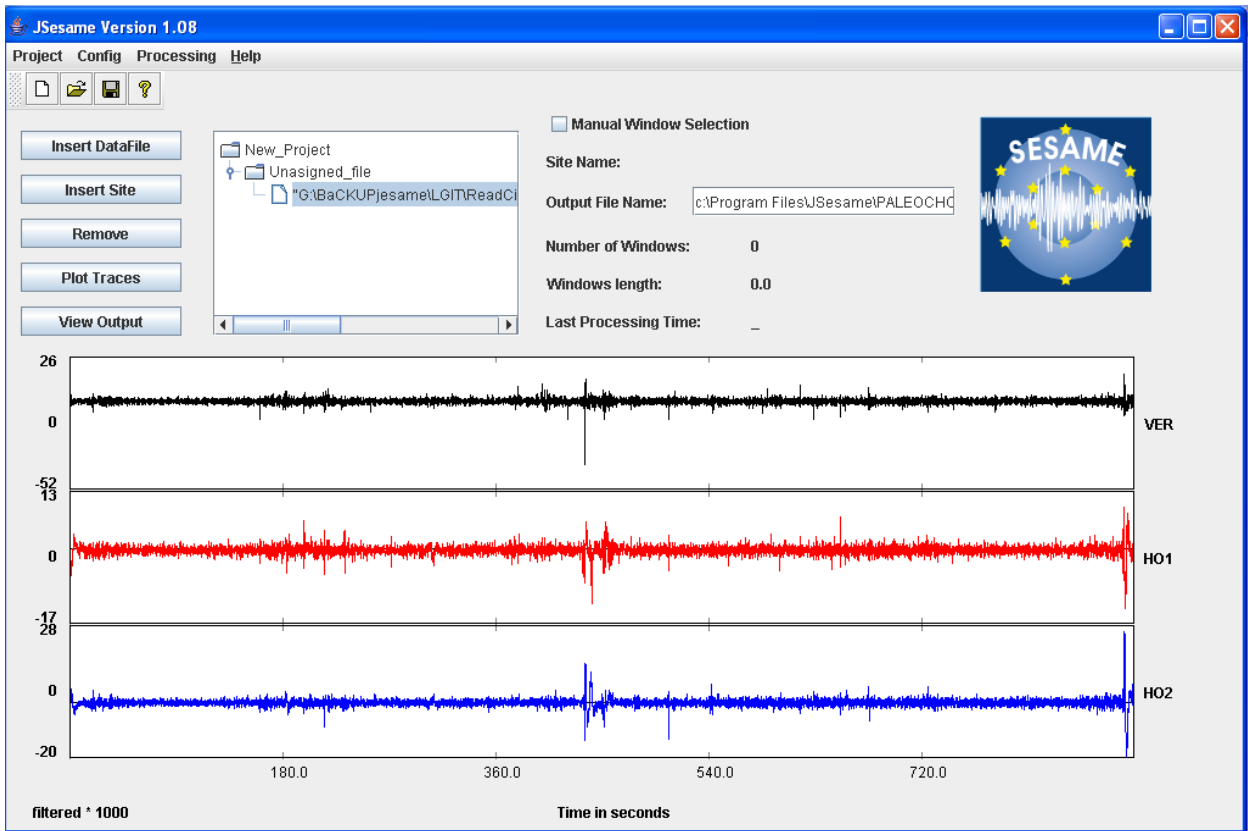 JSesame Version 1.08
Project Config Processing Help
Insert DataFile
Insert Site
Remove
Plot Traces
View Output
New_Project
Unasigned_file
"G:\BaCKUPjesame\LGIT\ReadCi
Manual Window Selection
Site Name:
Output File Name: c:\Program Files\JSesame\PALEOCHO
Number of Windows: 0
Windows length: 0.0
Last Processing Time: _
SESAME
26
0
-52
VER
13
0
-17
HO1
28
0
-20
HO2
180.0 360.0 540.0 720.0
filtered * 1000 Time in seconds